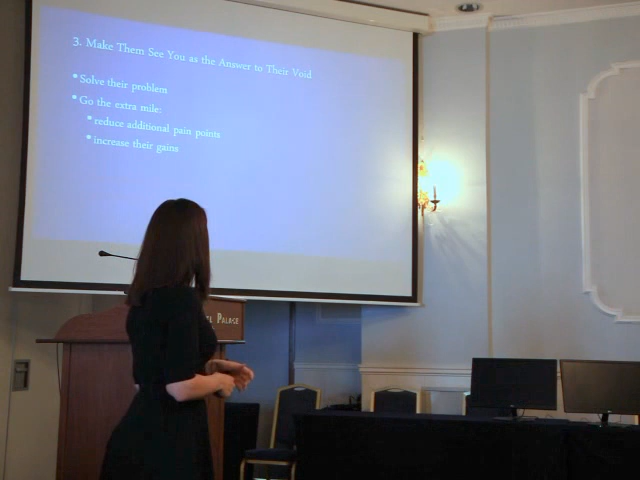 3. Make Them See You as the Answer to Their Void
•Solve their problem
•Go the extra mile:
•reduce additional pain points
•increase their gains
PALACE